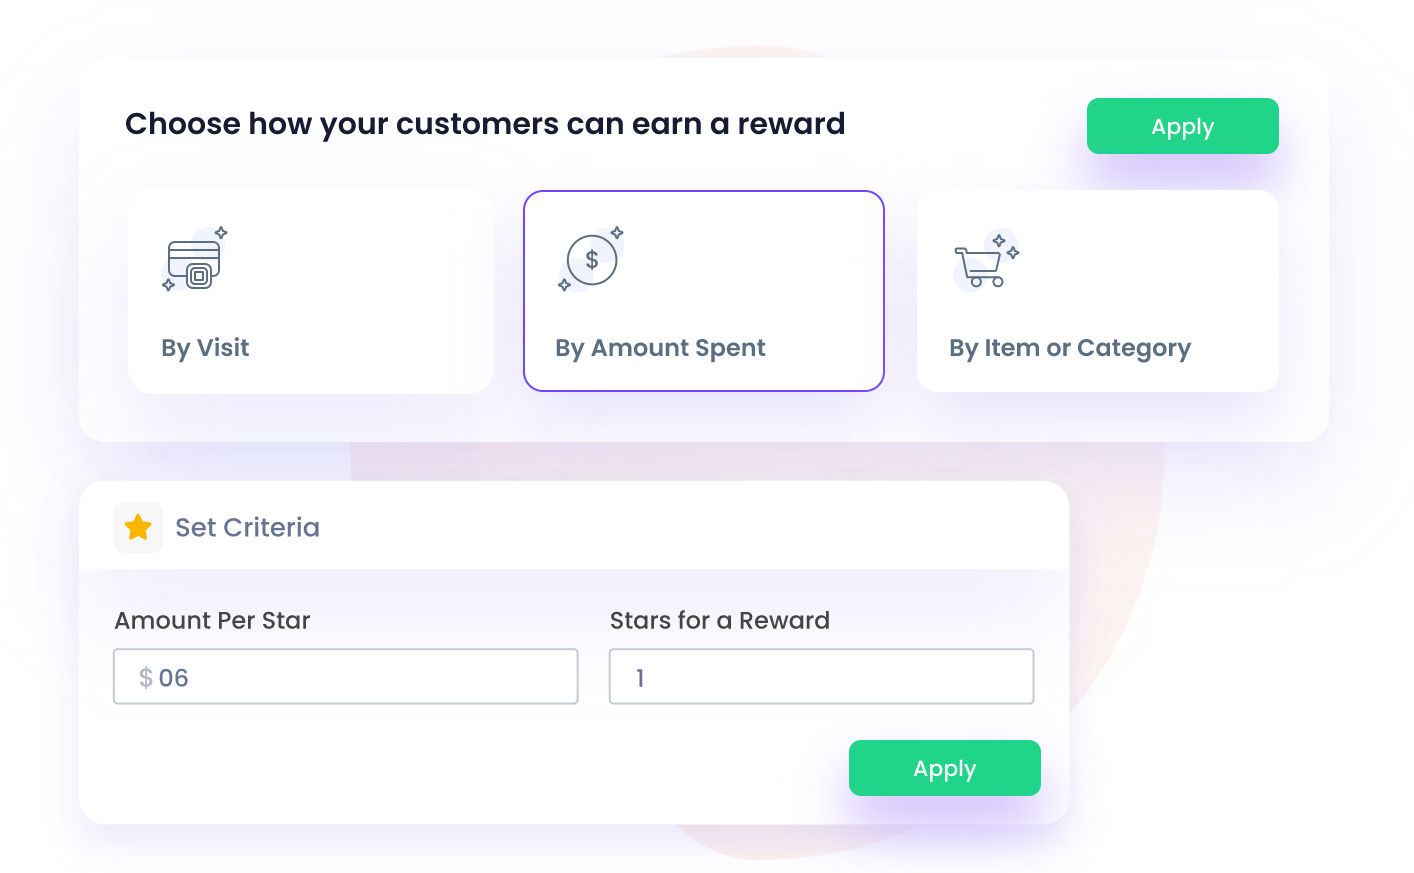 Choose how your customers can earn a reward
Apply
$
By Visit
By Amount Spent
By Item or Category
Set Criteria
Amount Per Star
Stars for a Reward
$ 06
1
Apply